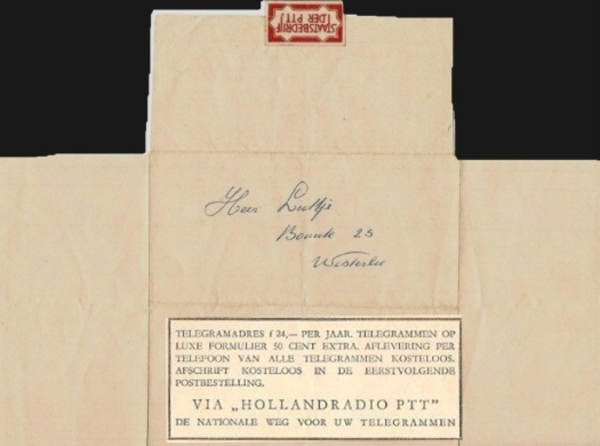 STAATSBEDRIJF
DER PTT
Heer
25
Westerlee
TELEGRAMADRES f 24,— PER JAAR. TELEGRAMMEN OP
LUXE FORMULIER 50 CENT EXTRA. AFLEVERING PER
TELEFOON VAN ALLE TELEGRAMMEN KOSTELOOS.
AFSCHRIFT KOSTELOOS IN DE EERSTVOLGENDE
POSTBESTELLING.
VIA „HOLLANDRADIO PTT"
DE NATIONALE WEG VOOR UW TELEGRAMMEN